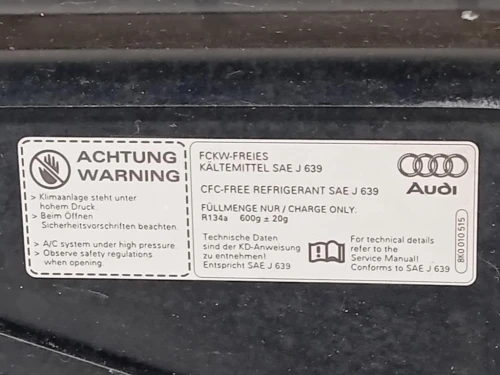 ACHTUNG
WARNING
> Klimaanlage steht unter
hohem Druck
> Beim Öffnen
Sicherheitsvorschriften beachten.
> A/C system under high pressure.
> Observe safety regulations
when opening.
FCKW-FREIES
KÄLTEMITTEL SAE J 639
CFC-FREE REFRIGERANT SAE J 639
FÜLLMENGE NUR / CHARGE ONLY:
R134a 600g ± 20g
Technische Daten
sind der KD-Anweisung
zu entnehmen!
Entspricht SAE J 639
For technical details
refer to the
Service Manual!
Conforms to SAE J 639
Audi
8K0 010 515